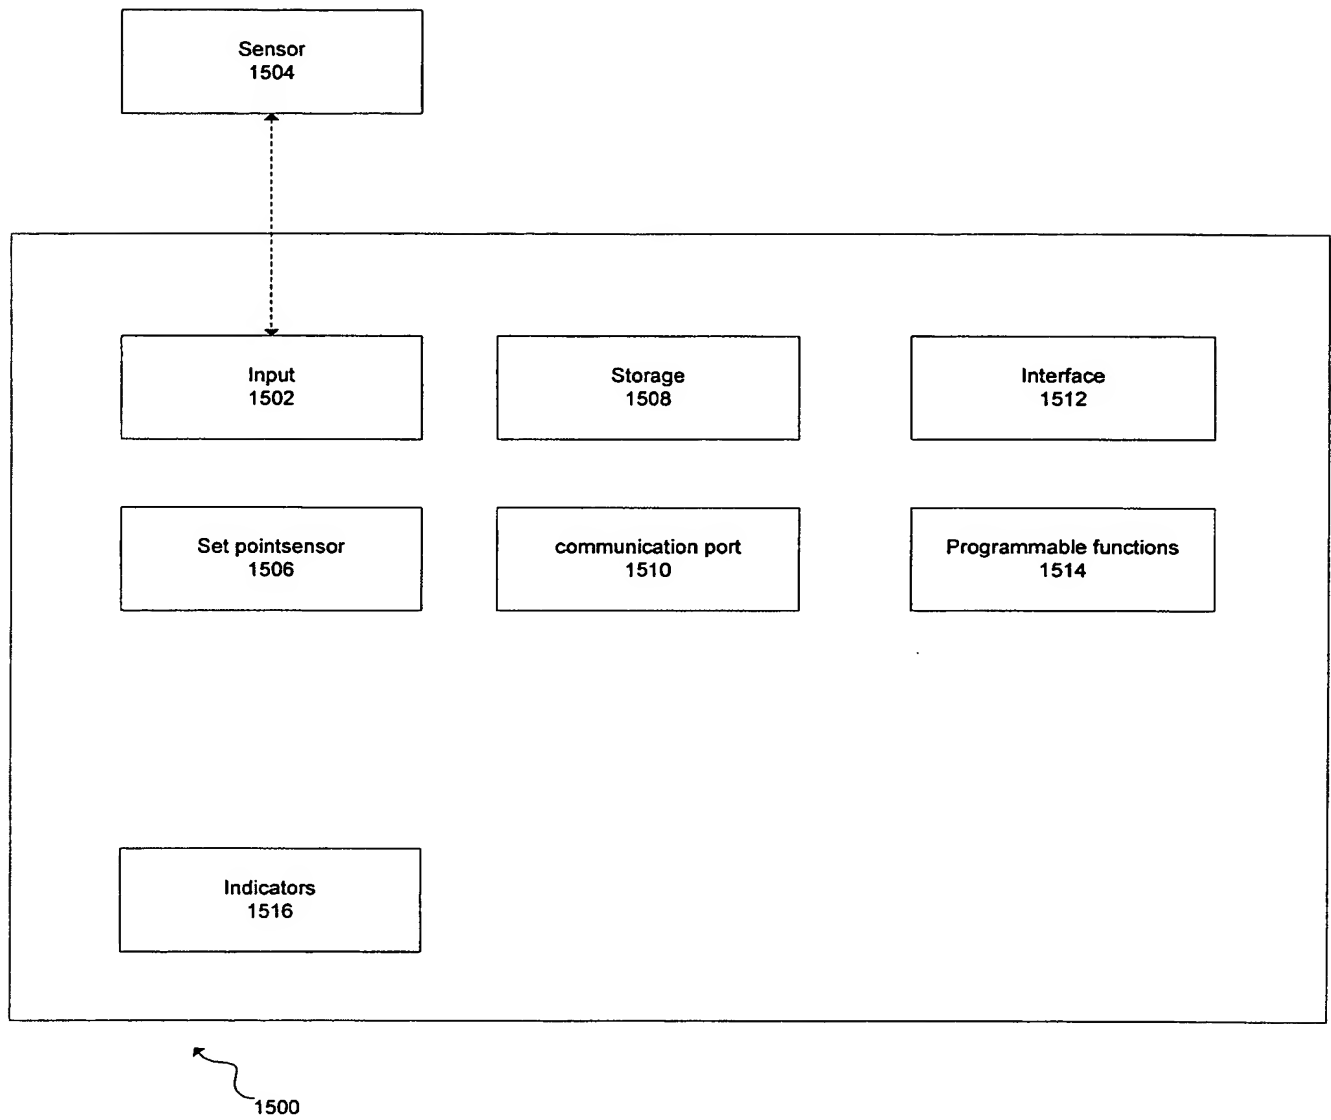 Sensor
1504
Input
1502
Storage
1508
Interface
1512
Set pointsensor
1506
communication port
1510
Programmable functions
1514
Indicators
1516
1500